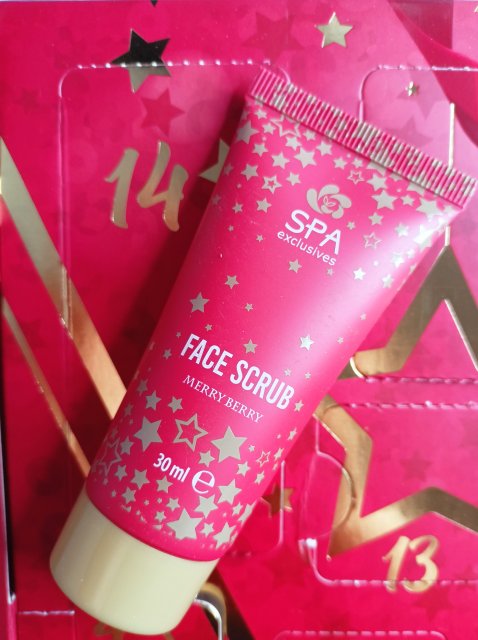 14
SPA
exclusives
FACE SCRUB
MERRY BERRY
30 ml ℮
13